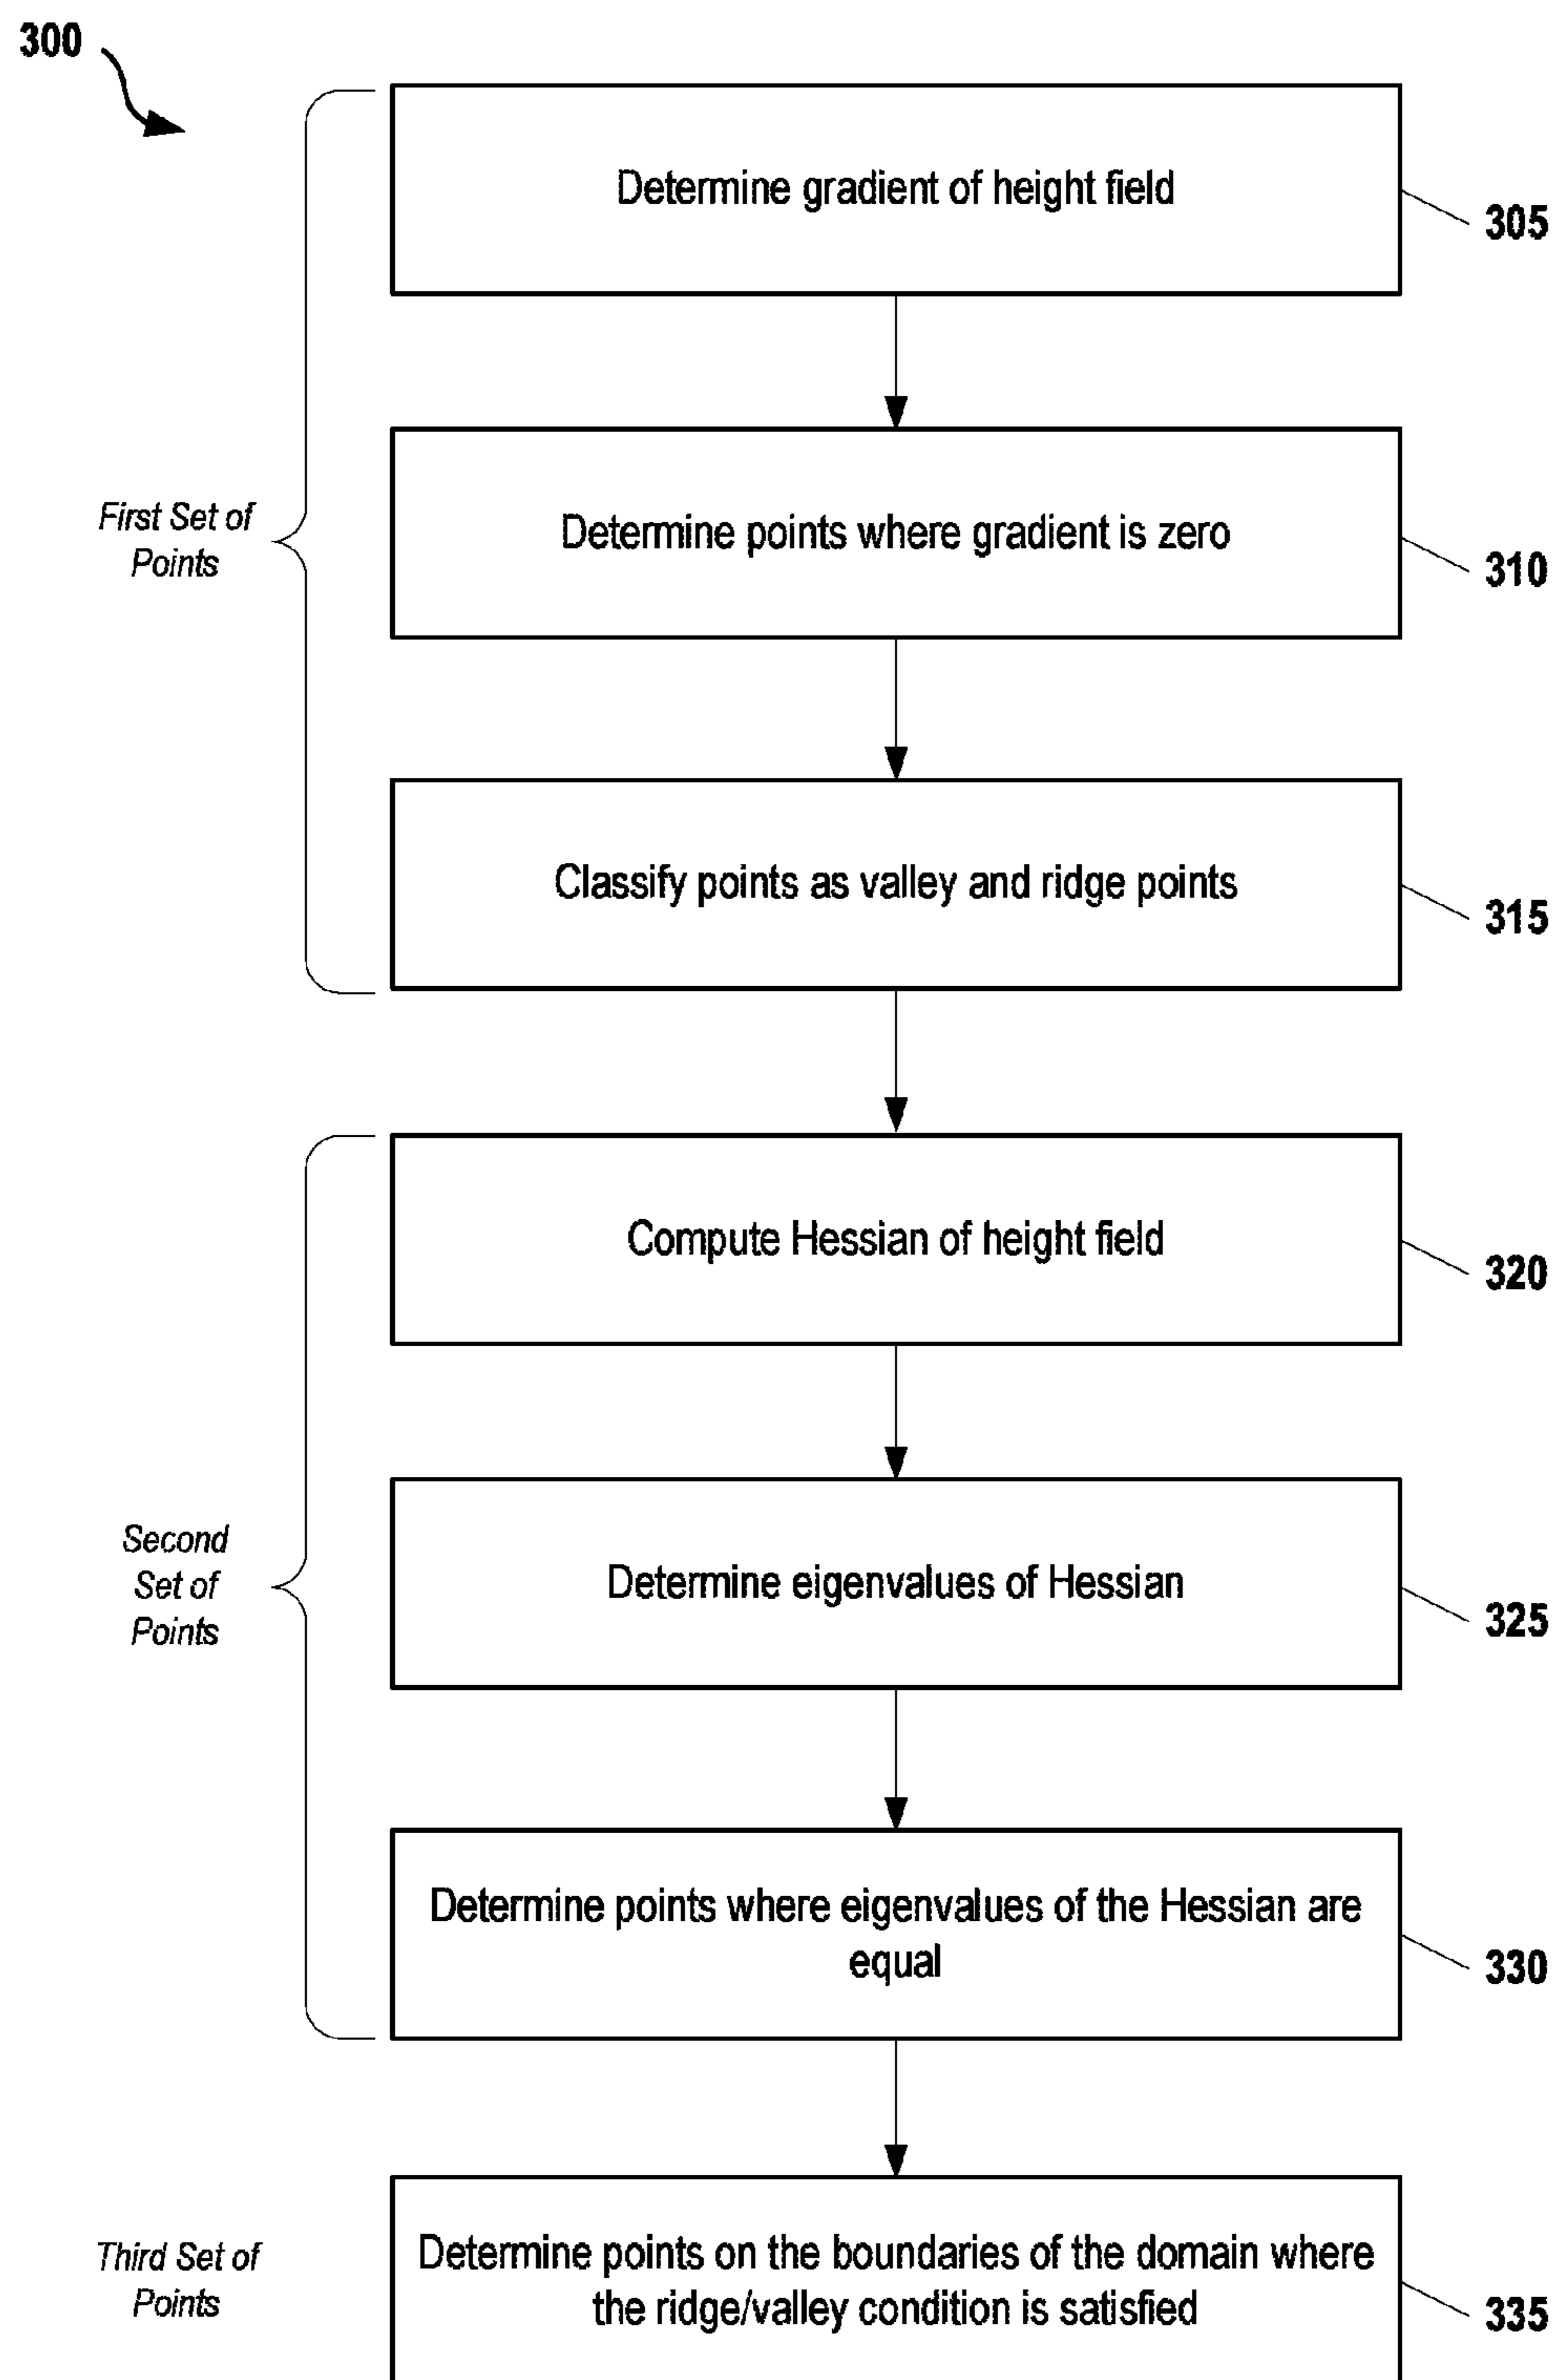 300
Determine gradient of height field
305
First Set of
Points
Determine points where gradient is zero
310
Classify points as valley and ridge points
315
Compute Hessian of height field
320
Second
Set of
Points
Determine eigenvalues of Hessian
325
Determine points where eigenvalues of the Hessian are
equal
330
Third Set of
Points
Determine points on the boundaries of the domain where
the ridge/valley condition is satisfied
335